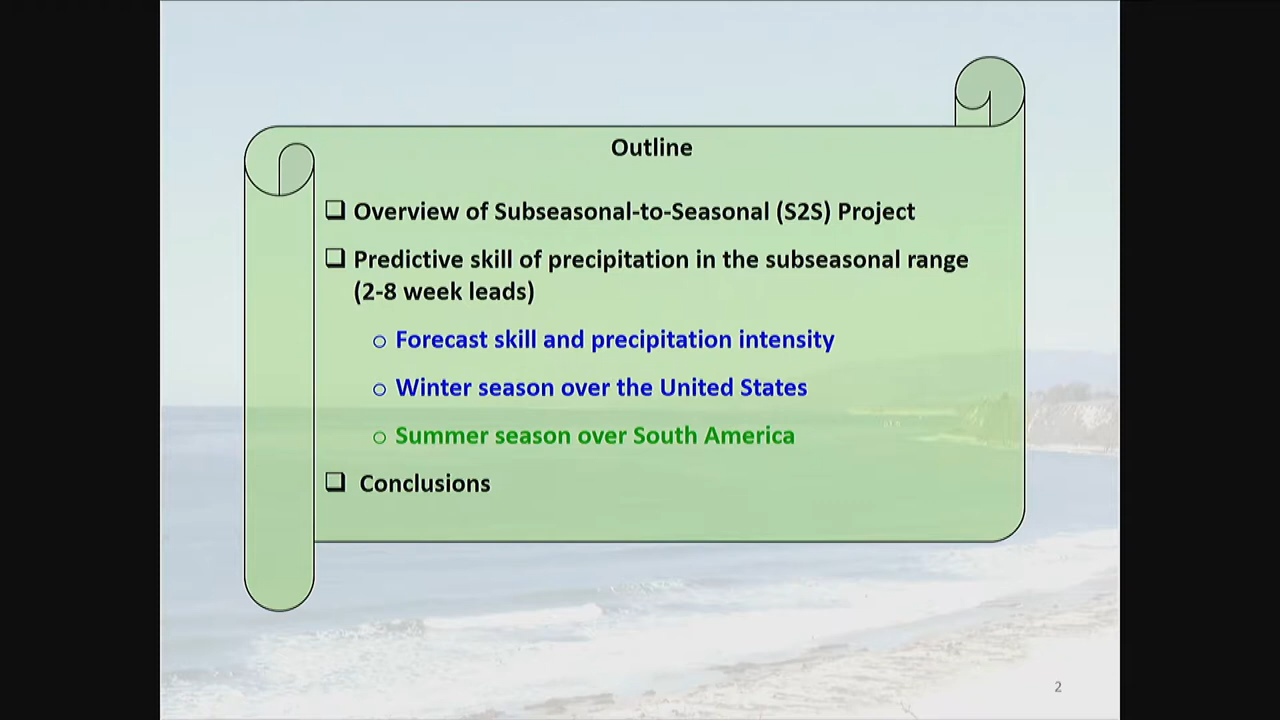 Outline
❑ Overview of Subseasonal-to-Seasonal (S2S) Project
❑ Predictive skill of precipitation in the subseasonal range
(2-8 week leads)
o Forecast skill and precipitation intensity
o Winter season over the United States
o Summer season over South America
❑ Conclusions
2